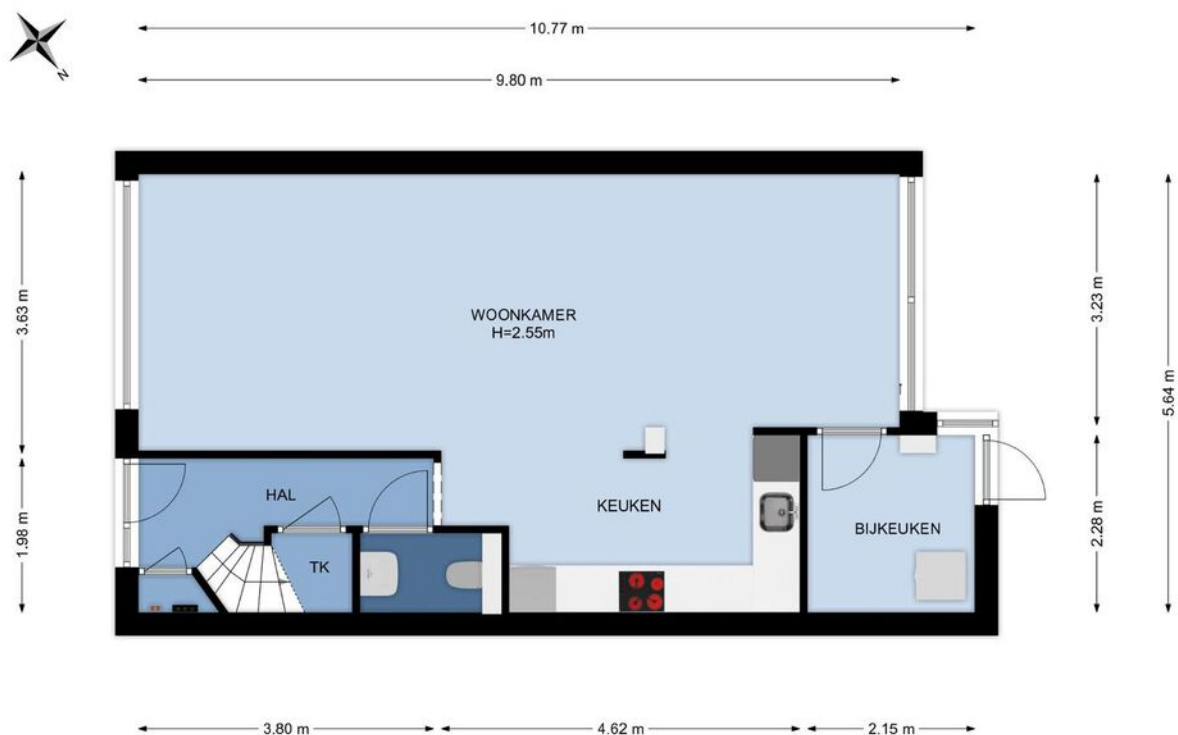 10.77 m
N
9.80 m
3.63 m
3.23 m
5.64 m
WOONKAMER
H=2.55m
HAL
KEUKEN
BIJKEUKEN
TK
1.98 m
2.28 m
3.80 m
4.62 m
2.15 m